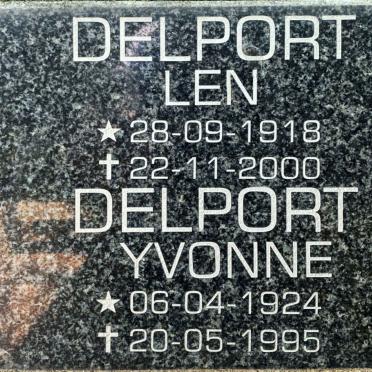 DELPORT
LEN
★ 28-09-1918
✝ 22-11-2000
DELPORT
YVONNE
★ 06-04-1924
✝ 20-05-1995